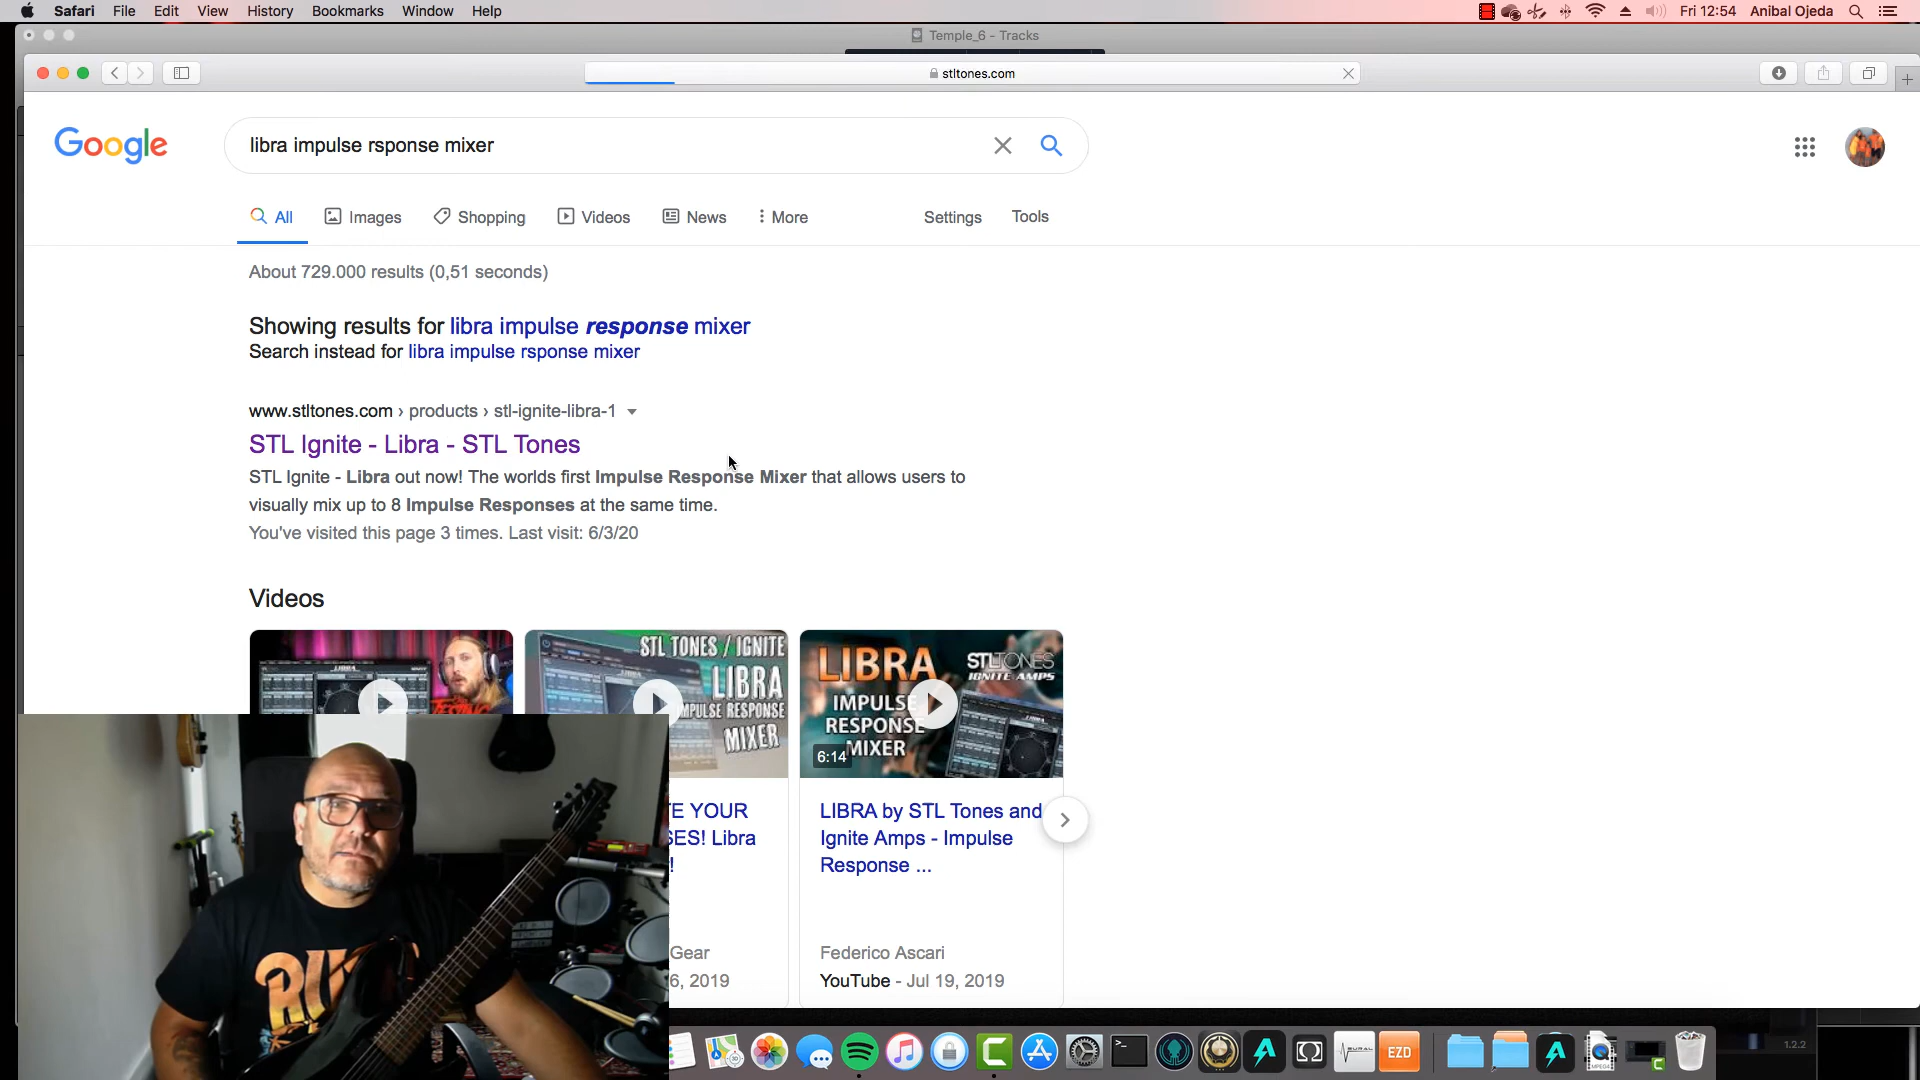 Safari File Edit View History Bookmarks Window Help Fri 12:54 Anibal Ojeda
Temple_6 - Tracks
stltones.com
Google
libra impulse rsponse mixer
All Images Shopping Videos News More Settings Tools
About 729.000 results (0,51 seconds)
Showing results for libra impulse response mixer
Search instead for libra impulse rsponse mixer
www.stltones.com › products › stl-ignite-libra-1
STL Ignite - Libra - STL Tones
STL Ignite - Libra out now! The worlds first Impulse Response Mixer that allows users to
visually mix up to 8 Impulse Responses at the same time.
You've visited this page 3 times. Last visit: 6/3/20
Videos
STL TONES / IGNITE
LIBRA
IMPULSE RESPONSE
MIXER
LIBRA
STL TONES
IGNITE AMPS
IMPULSE
RESPONSE
MIXER
6:14
TE YOUR
SES! Libra
!
Gear
6, 2019
LIBRA by STL Tones and
Ignite Amps - Impulse
Response ...
Federico Ascari
YouTube - Jul 19, 2019
EZD
1.2.2